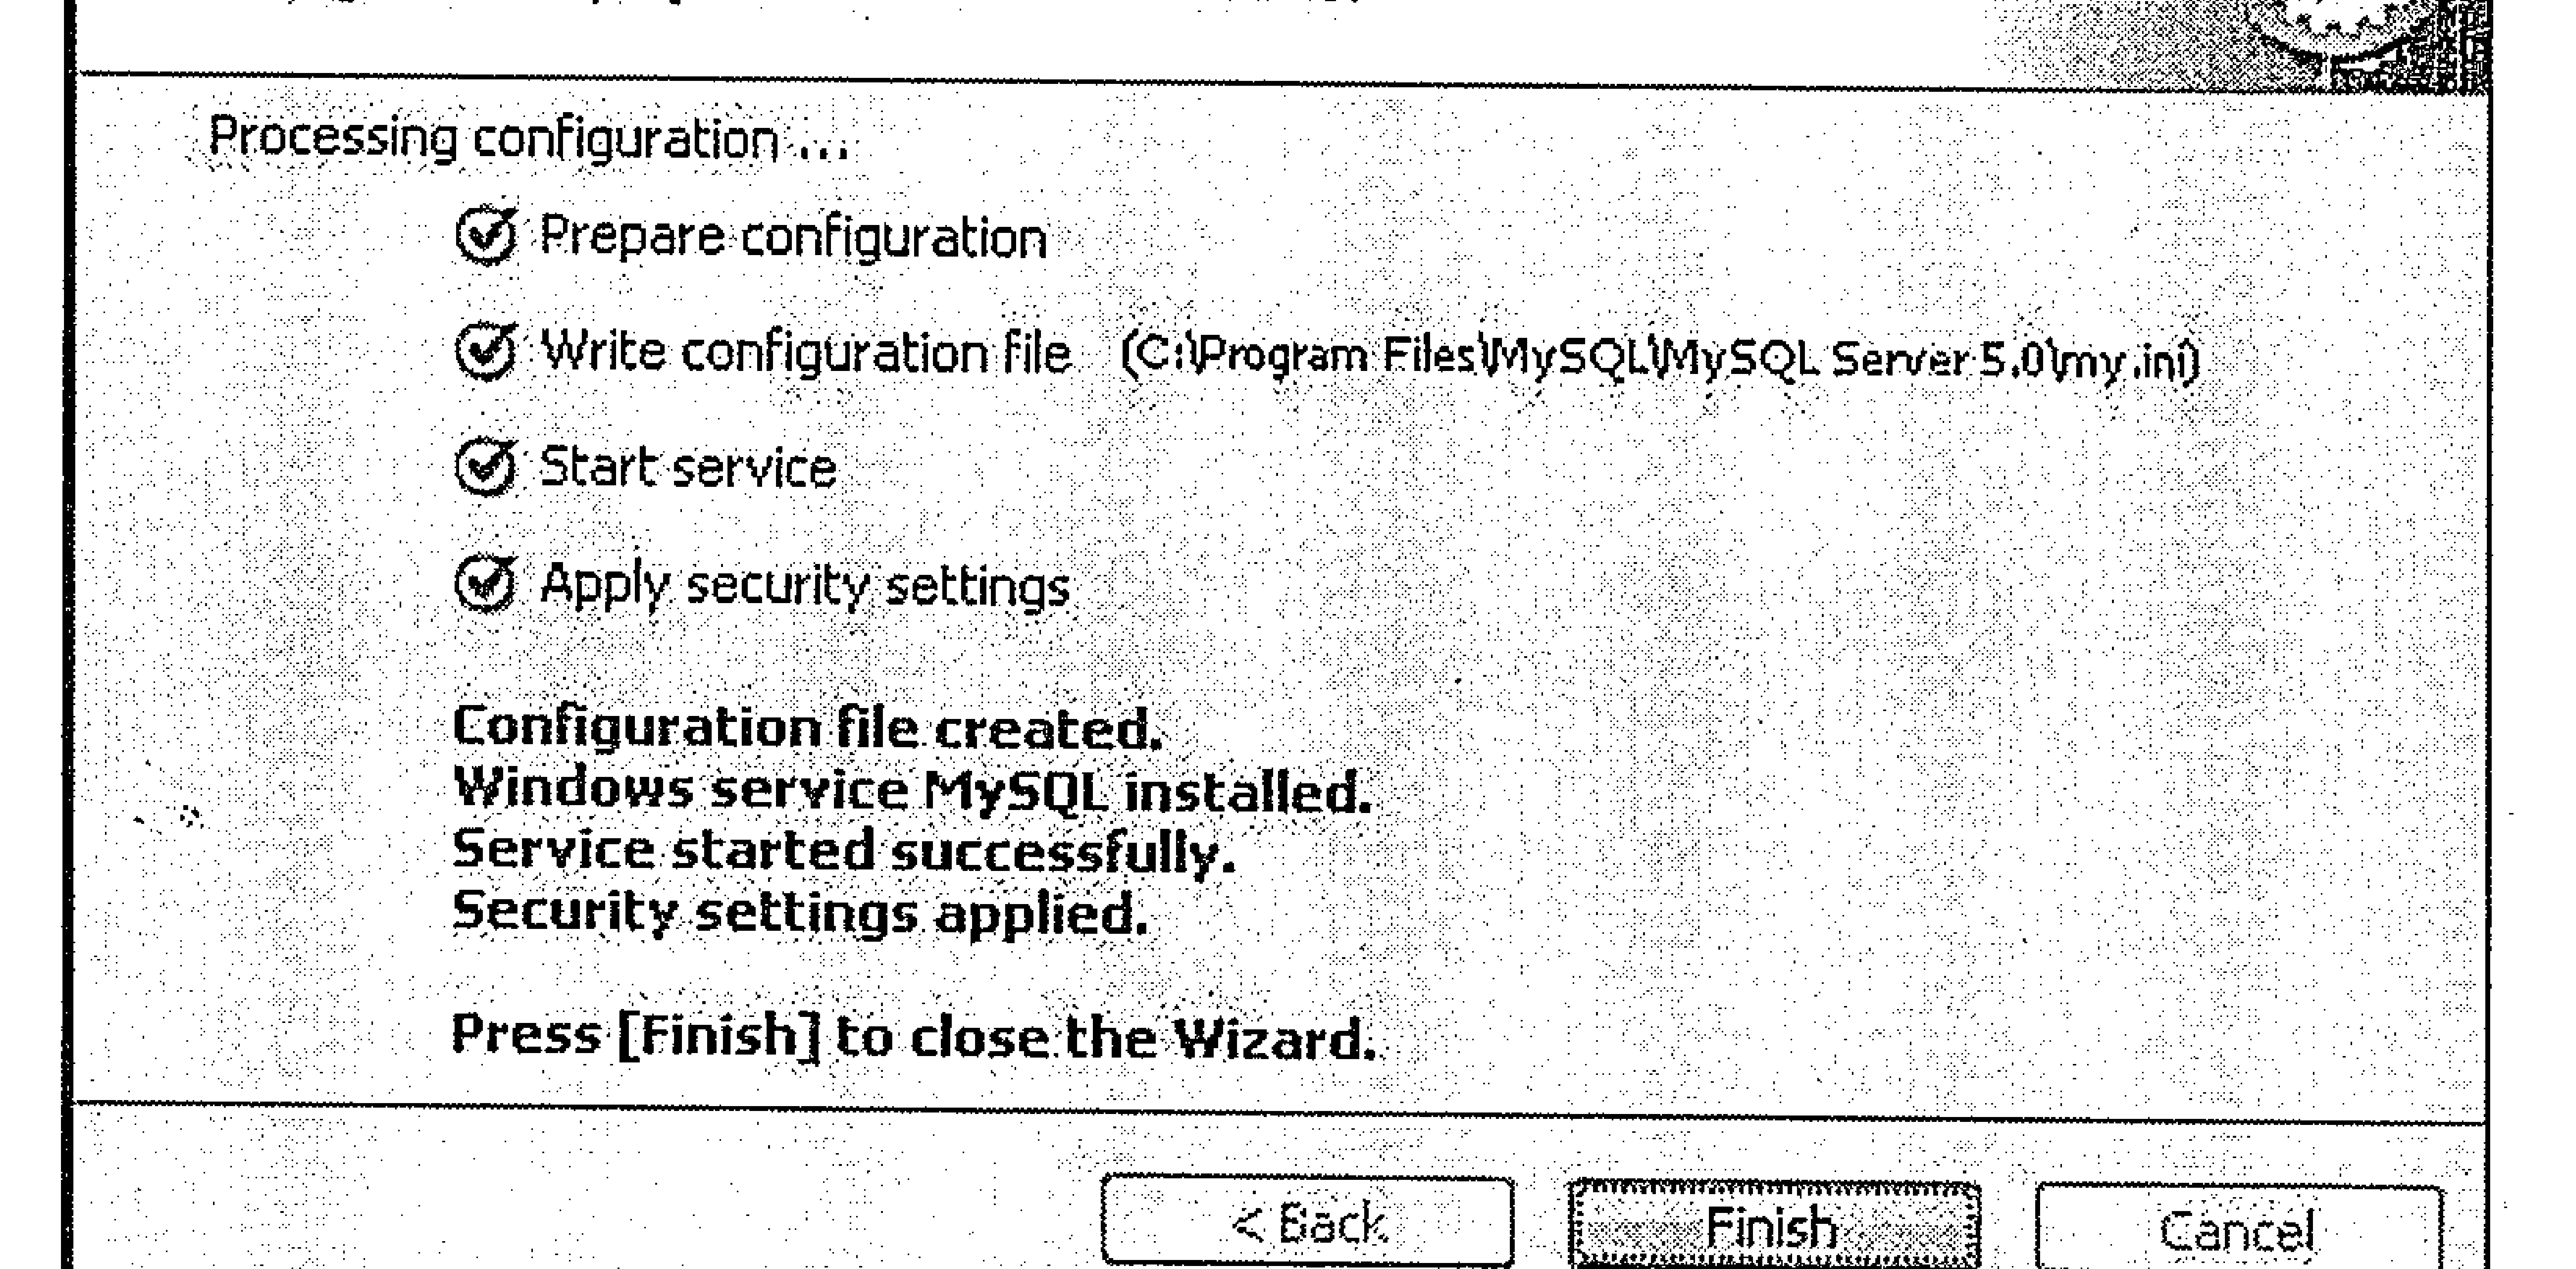 Processing configuration ...
Prepare configuration
Write configuration file (C:\Program Files\MySQL\MySQL Server 5.0\my.ini)
Start service
Apply security settings
Configuration file created.
Windows service MySQL installed.
Service started successfully.
Security settings applied.
Press [Finish] to close the Wizard.
< Back Finish Cancel